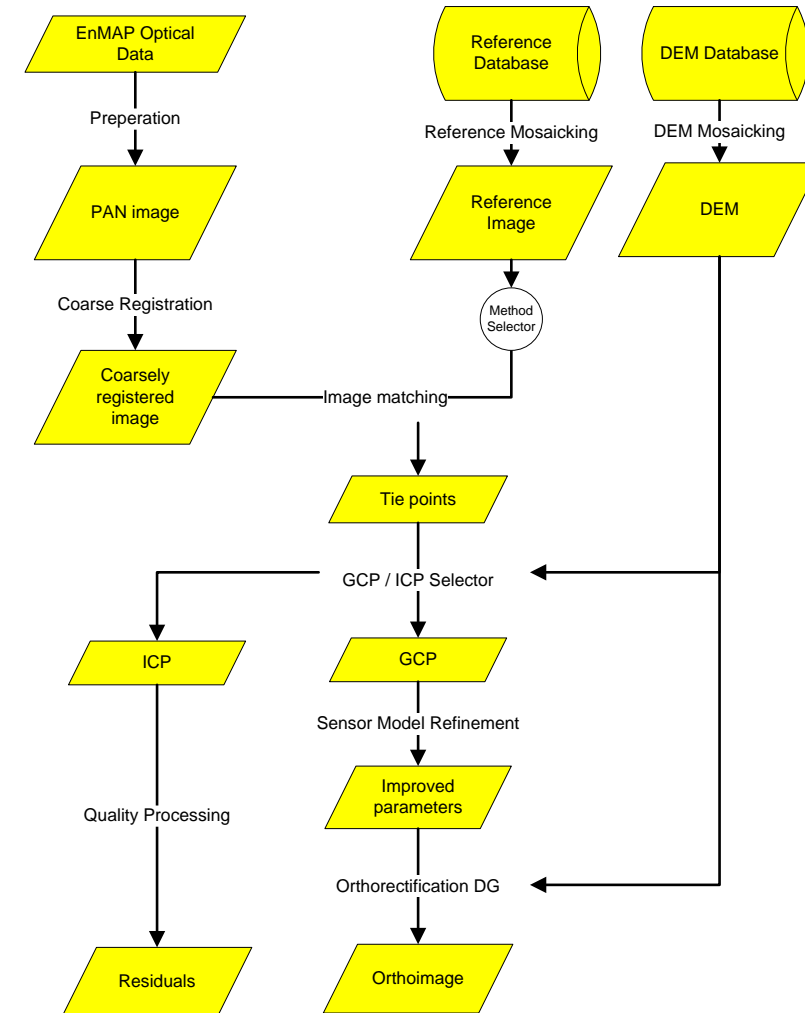 EnMAP Optical
Data
Reference
Database
DEM Database
Preperation
Reference Mosaicking
DEM Mosaicking
PAN image
Reference
Image
DEM
Coarse Registration
Method
Selector
Coarsely
registered
image
Image matching
Tie points
GCP / ICP Selector
ICP
GCP
Sensor Model Refinement
Improved
parameters
Quality Processing
Orthorectification DG
Residuals
Orthoimage